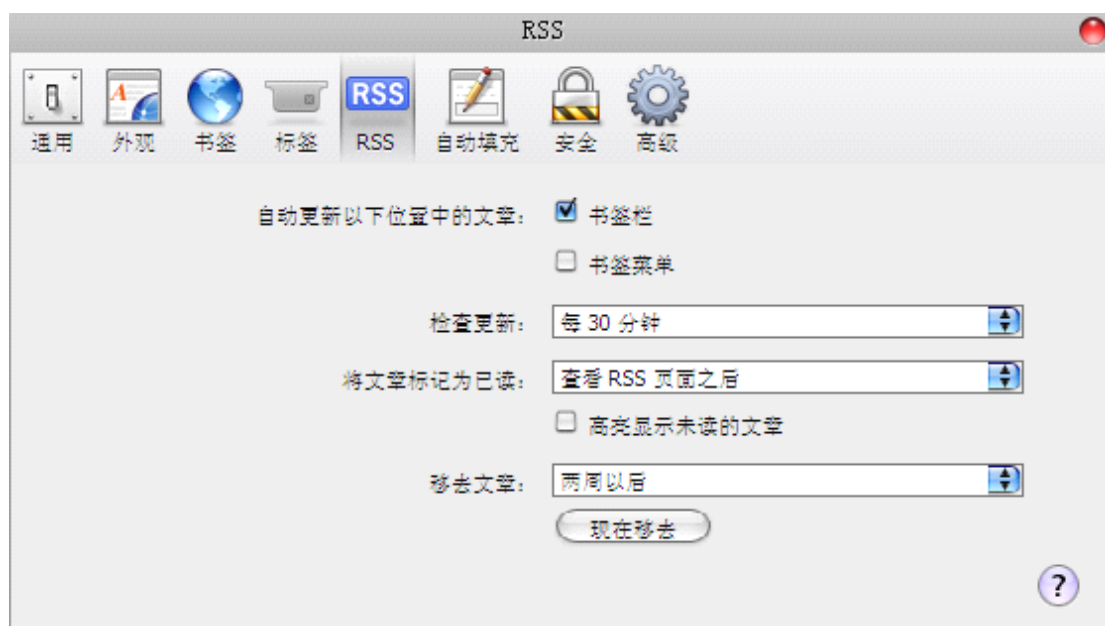 RSS
通用 外观 书签 标签 RSS 自动填充 安全 高级
自动更新以下位置中的文章: 书签栏
书签菜单
检查更新: 每 30 分钟
将文章标记为已读: 查看 RSS 页面之后
高亮显示未读的文章
移去文章: 两周以后
现在移去
?